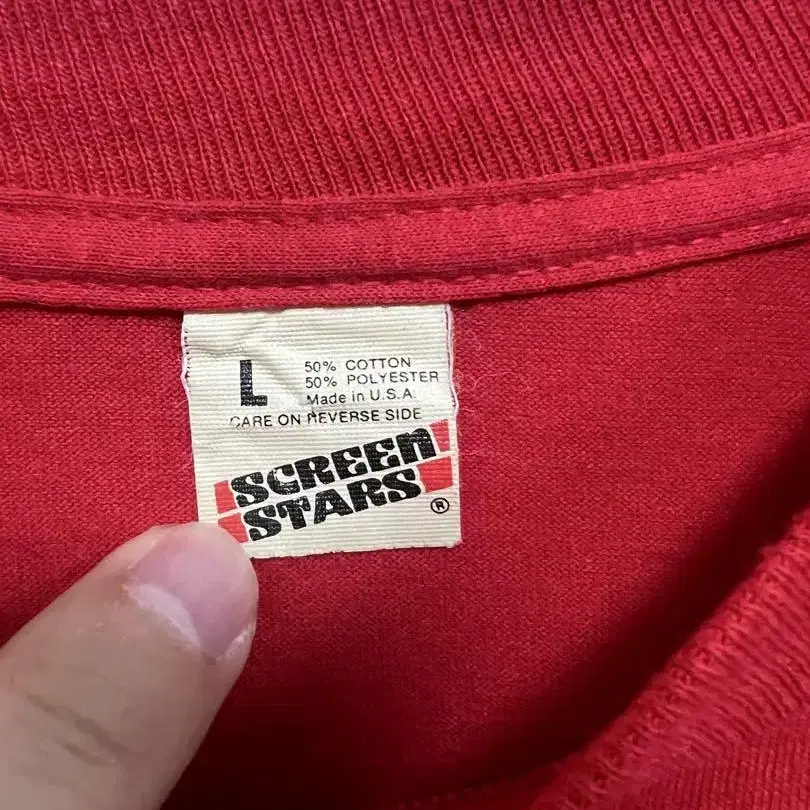 L
50% COTTON
50% POLYESTER
Made in U.S.A.
CARE ON REVERSE SIDE
SCREEN
STARS
®